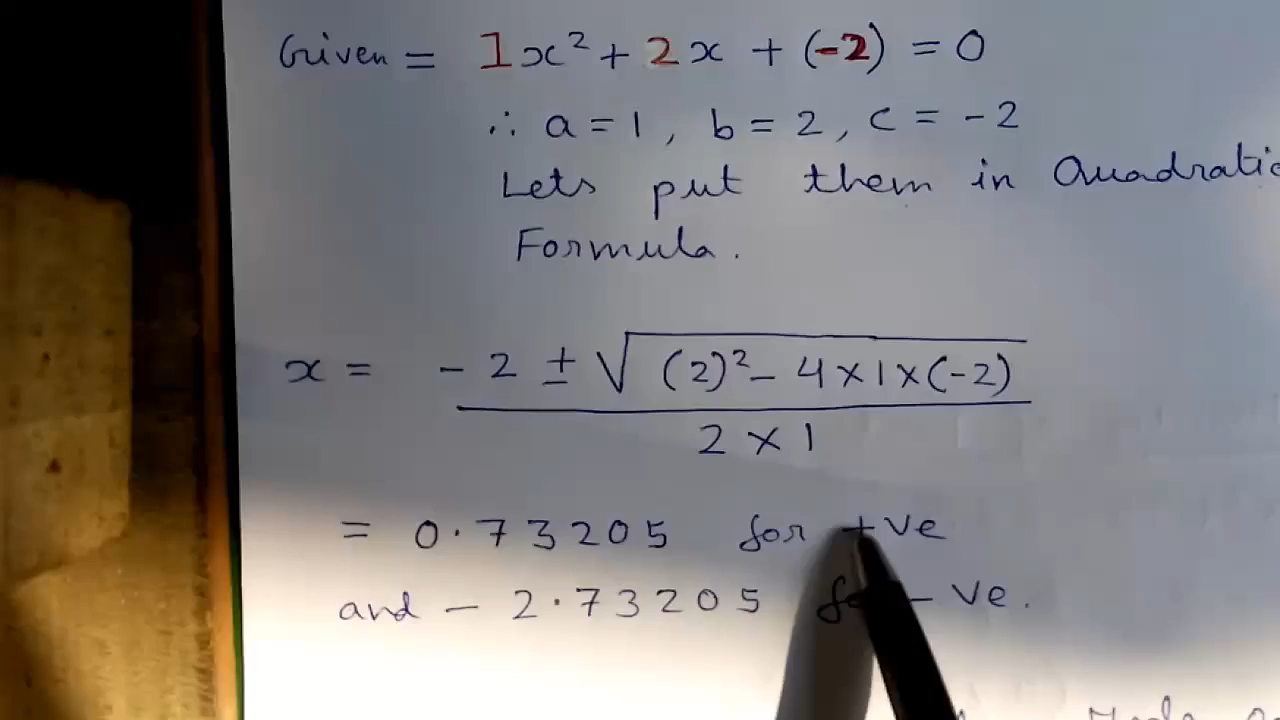 Given = 1x² + 2x + (-2) = 0
∴ a = 1, b = 2, c = -2
Lets put them in Quadratic
Formula.
x = -2 ± √(2)² - 4×1×(-2)
2 × 1
= 0.73205 for +ve
and - 2.73205 for - ve.